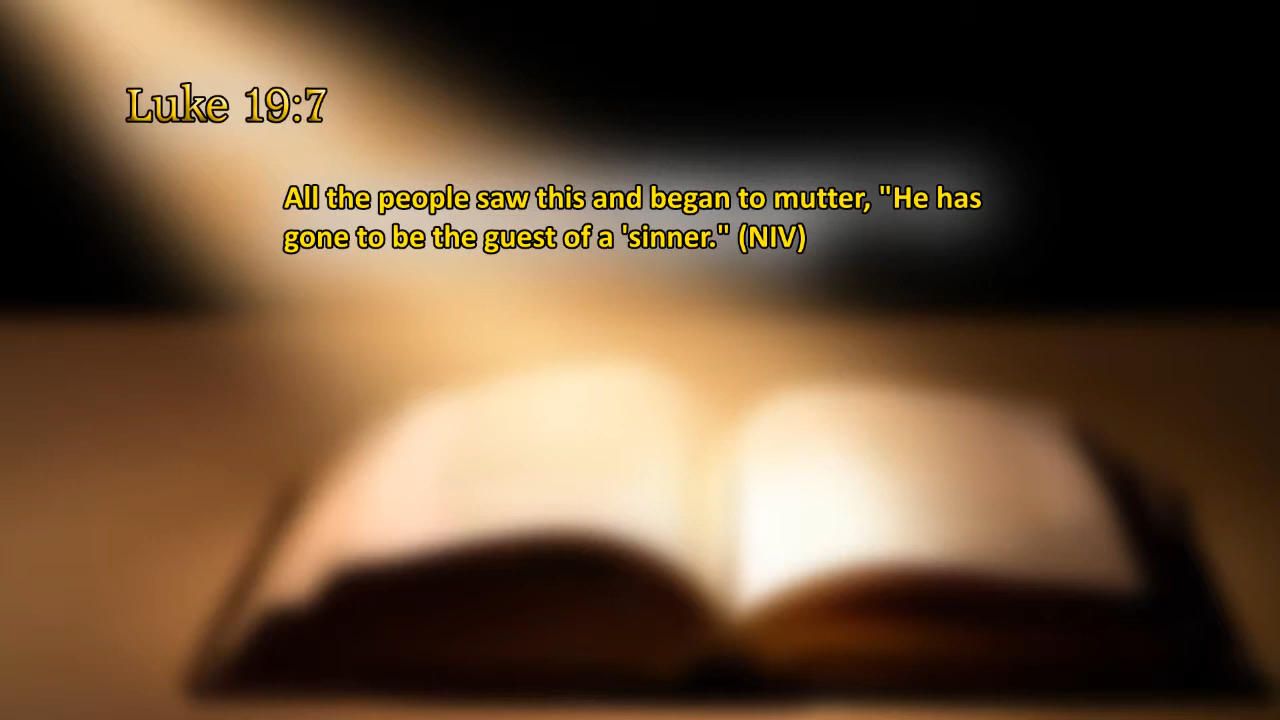 Luke 19:7
All the people saw this and began to mutter, "He has
gone to be the guest of a 'sinner." (NIV)